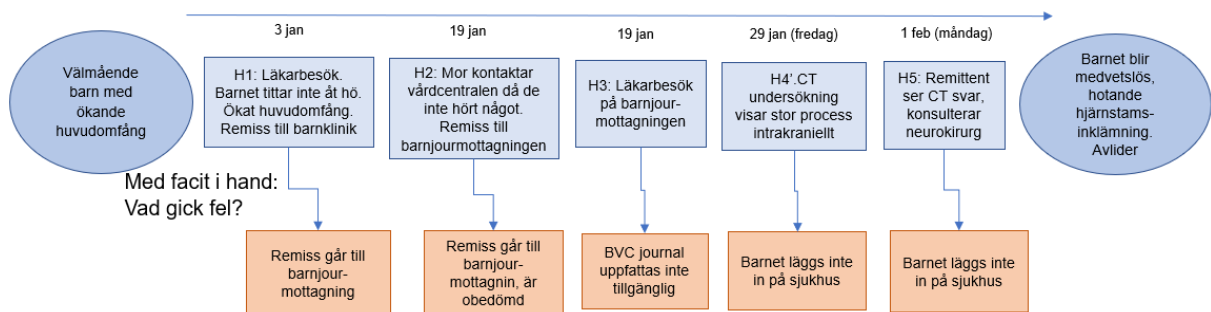 3 jan
19 jan
19 jan
29 jan (fredag)
1 feb (måndag)
Välmående
barn med
ökande
huvudomfång
H1: Läkarbesök.
Barnet tittar inte åt hö.
Ökat huvudomfång.
Remiss till barnklinik
H2: Mor kontaktar
vårdcentralen då de
inte hört något.
Remiss till
barnjourmottagningen
H3: Läkarbesök
på barnjour-
mottagningen
H4'.CT
undersökning
visar stor process
intrakraniellt
H5: Remittent
ser CT svar,
konsulterar
neurokirurg
Barnet blir
medvetslös,
hotande
hjärnstams-
inklämning.
Avlider
Med facit i hand:
Vad gick fel?
Remiss går till
barnjour-
mottagning
Remiss går till
barnjour-
mottagnin, är
obedömd
BVC journal
uppfattas inte
tillgänglig
Barnet läggs inte
in på sjukhus
Barnet läggs inte
in på sjukhus